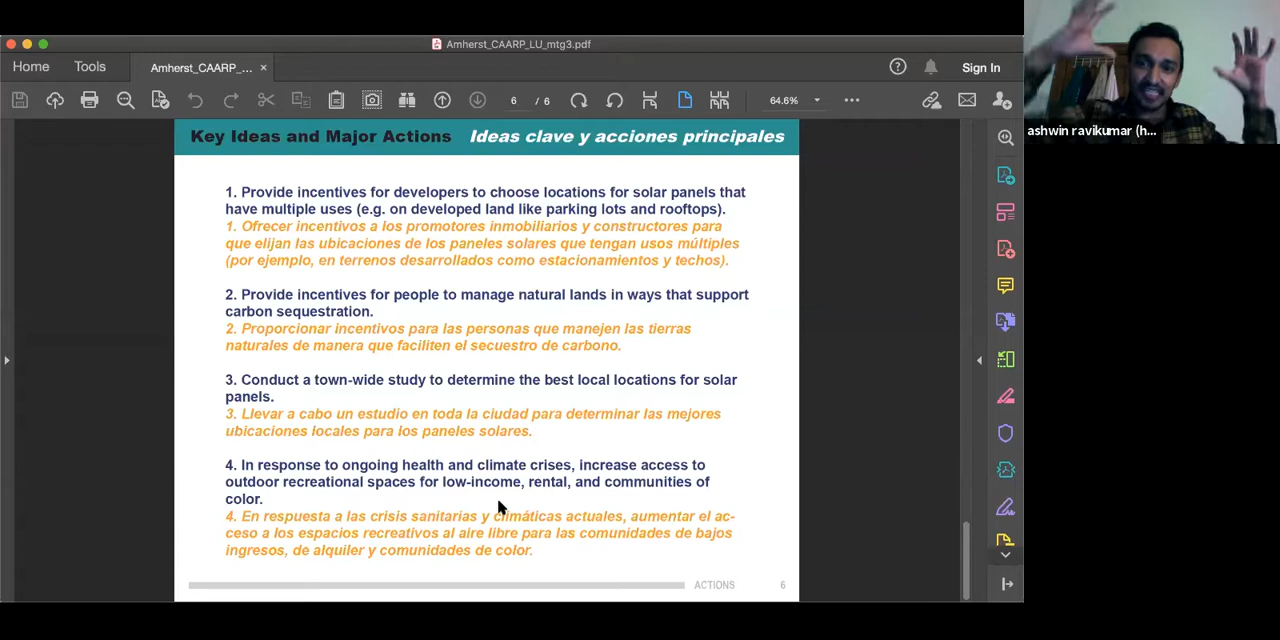 Amherst_CAARP_LU_mtg3.pdf
Home Tools Amherst_CAARP_... × Sign In
6 / 6 64.6%
ashwin ravikumar (h...
Key Ideas and Major Actions Ideas clave y acciones principales
1. Provide incentives for developers to choose locations for solar panels that
have multiple uses (e.g. on developed land like parking lots and rooftops).
1. Ofrecer incentivos a los promotores inmobiliarios y constructores para
que elijan las ubicaciones de los paneles solares que tengan usos múltiples
(por ejemplo, en terrenos desarrollados como estacionamientos y techos).
2. Provide incentives for people to manage natural lands in ways that support
carbon sequestration.
2. Proporcionar incentivos para las personas que manejen las tierras
naturales de manera que faciliten el secuestro de carbono.
3. Conduct a town-wide study to determine the best local locations for solar
panels.
3. Llevar a cabo un estudio en toda la ciudad para determinar las mejores
ubicaciones locales para los paneles solares.
4. In response to ongoing health and climate crises, increase access to
outdoor recreational spaces for low-income, rental, and communities of
color.
4. En respuesta a las crisis sanitarias y climáticas actuales, aumentar el ac-
ceso a los espacios recreativos al aire libre para las comunidades de bajos
ingresos, de alquiler y comunidades de color.
ACTIONS 6